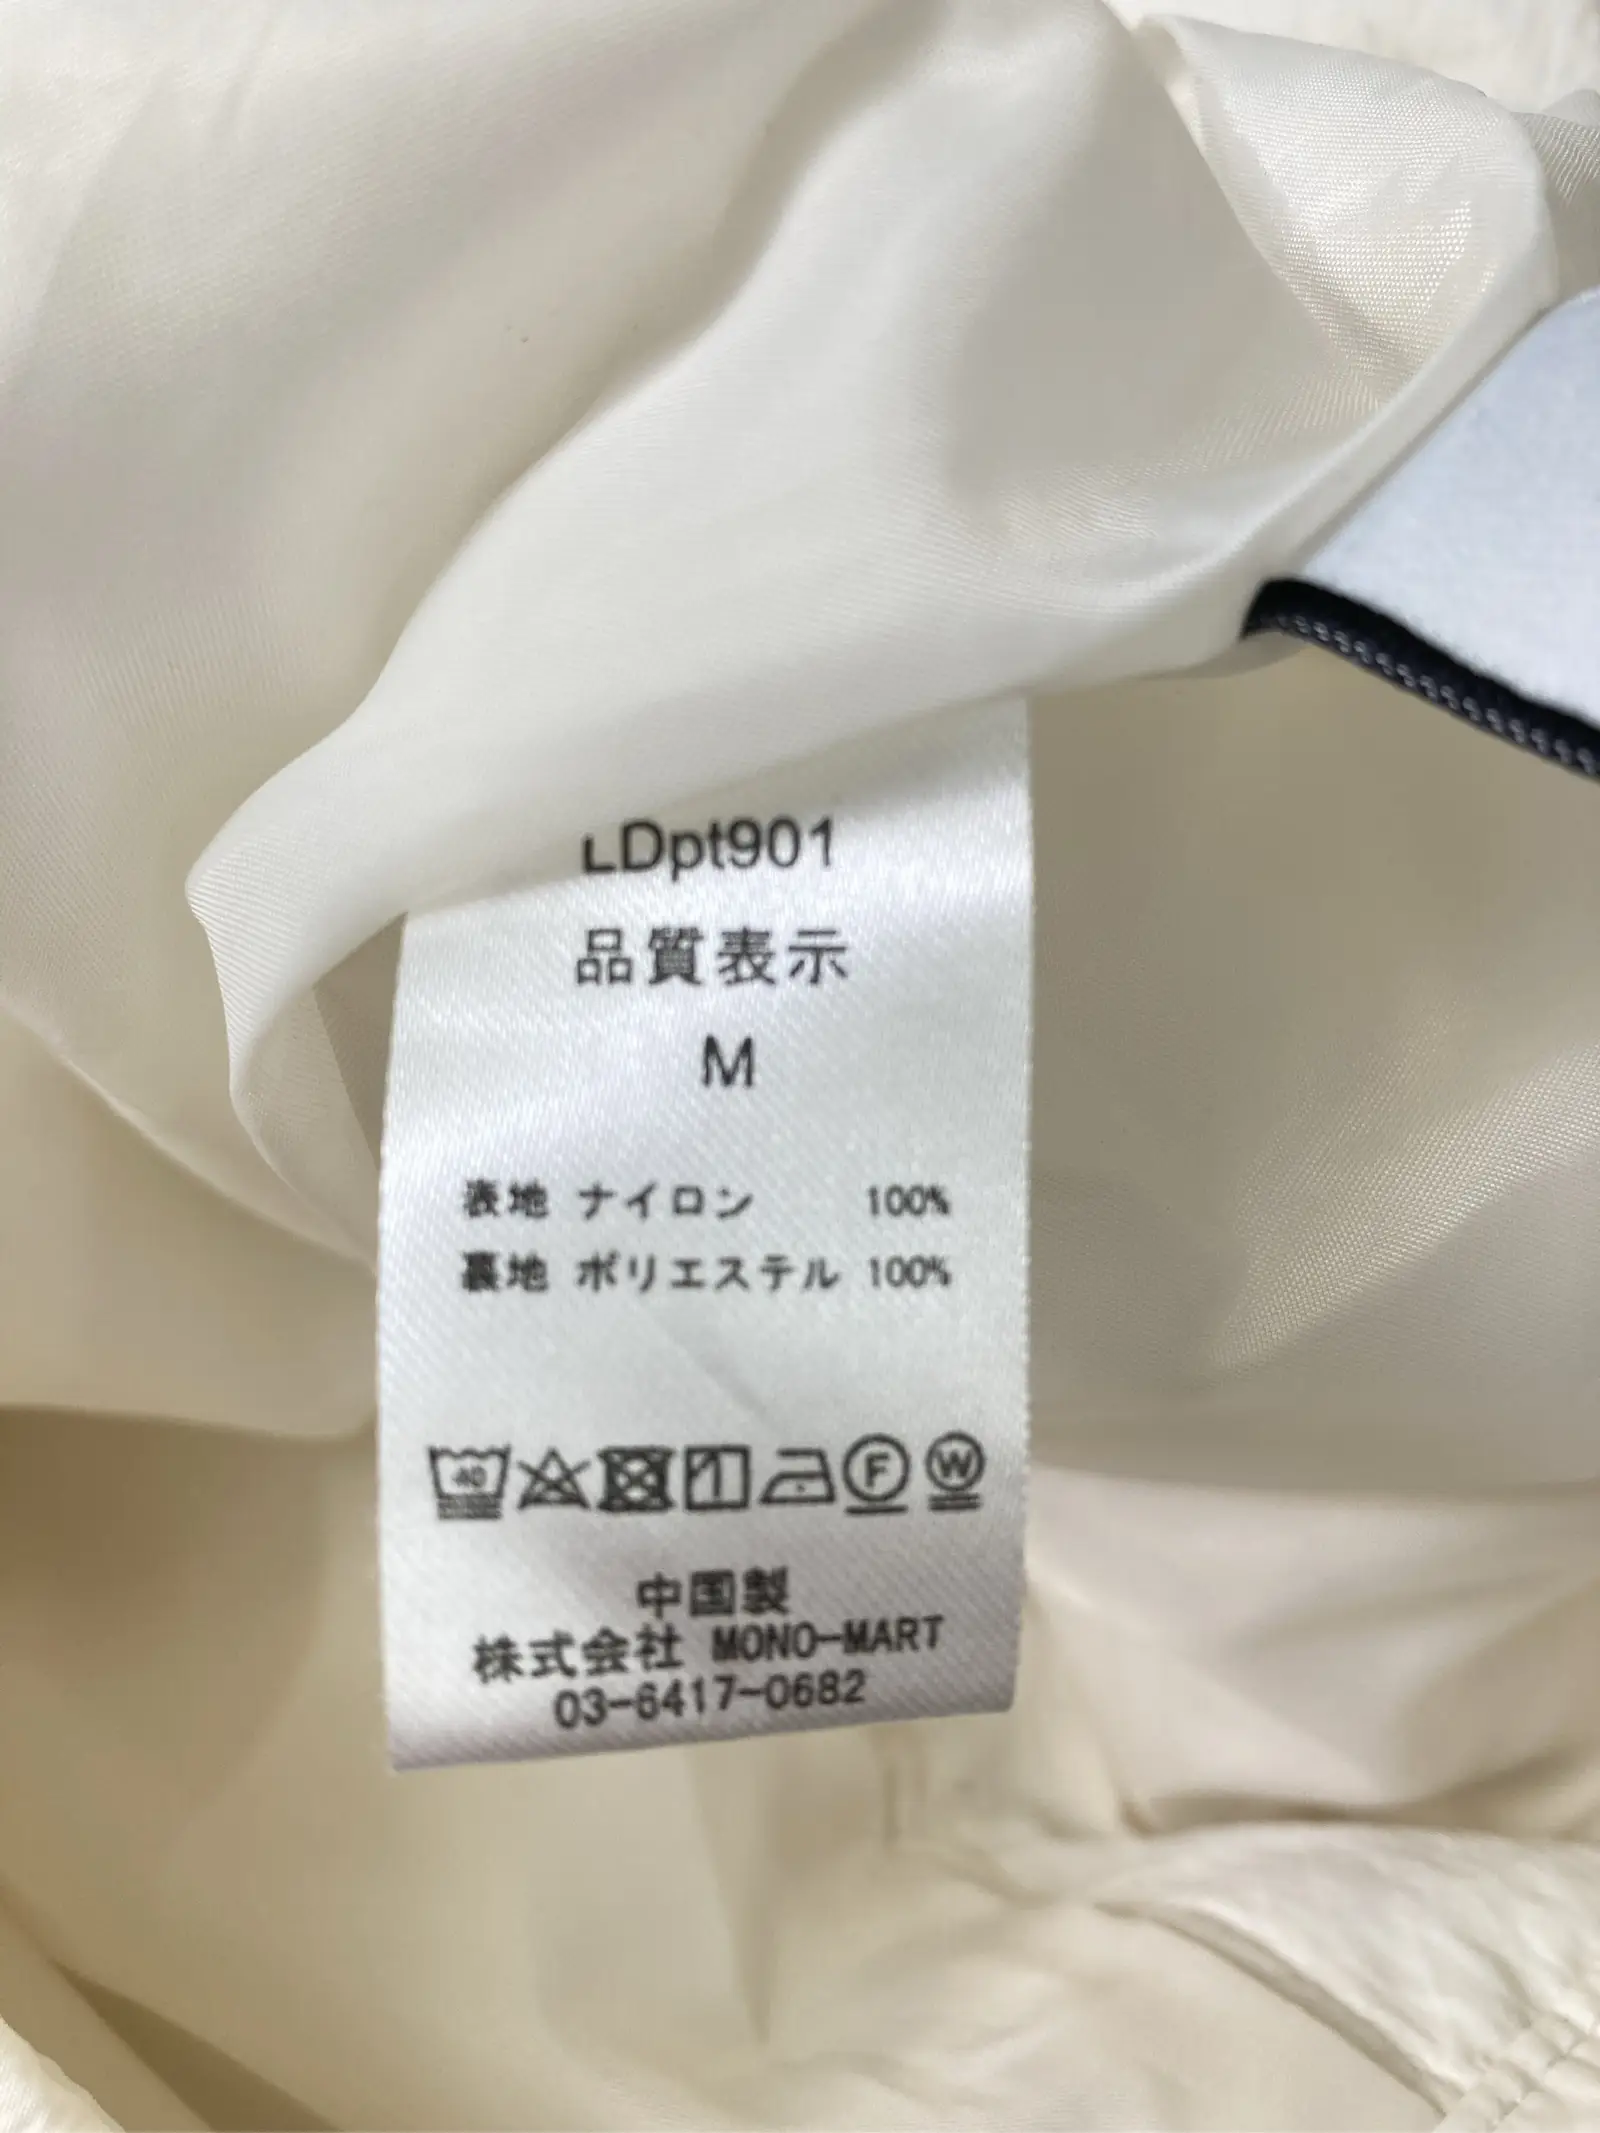 LDpt901
品質表示
M
表地 ナイロン 100%
裏地 ポリエステル 100%
40 F W
中国製
株式会社 MONO-MART
03-6417-0682